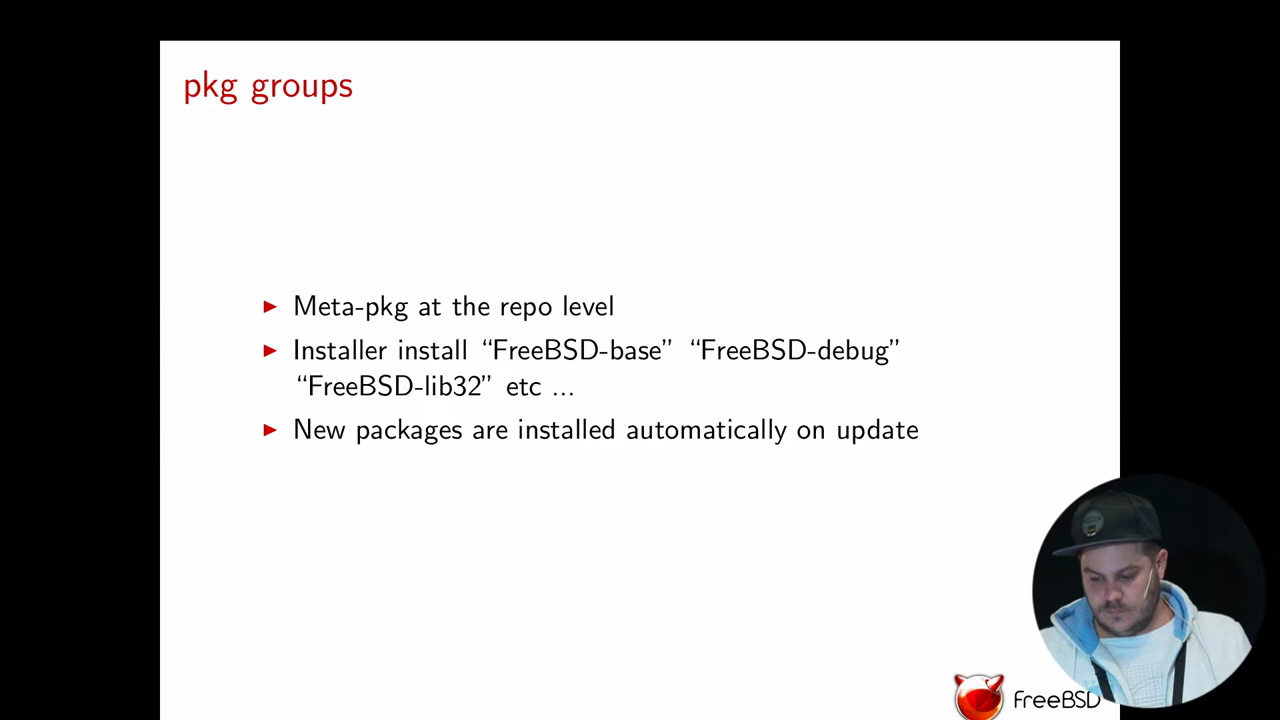 pkg groups
Meta-pkg at the repo level
Installer install “FreeBSD-base” “FreeBSD-debug”
“FreeBSD-lib32” etc ...
New packages are installed automatically on update
FreeBSD